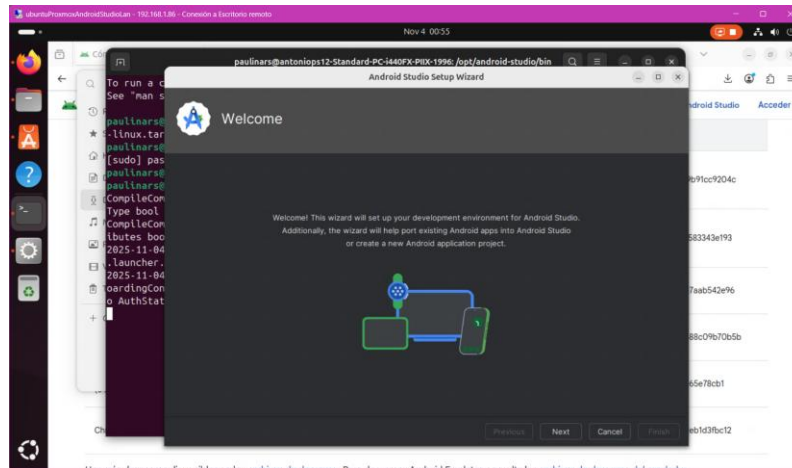 ubuntuProxmoxAndroidStudioLan - 192.168.1.86 - Conexión a Escritorio remoto
Nov 4 00:55
paulinars@antoniops12-Standard-PC-i440FX-PIIX-1996: /opt/android-studio/bin
Android Studio Setup Wizard
To run a c
See "man s
Welcome
ndroid Studio
Acceder
paulinars@
-linux.tar
paulinars@
[sudo] pas
paulinars@
paulinars@
CompileCom
Type bool
CompileCom
ibutes boo
2025-11-04
.launcher.
2025-11-04
oardingCon
o AuthStat
Welcome! This wizard will set up your development environment for Android Studio.
Additionally, the wizard will help port existing Android apps into Android Studio
or create a new Android application project.
9b91cc9204c
583343e193
7aab542e96
88c09b70b5b
65e78cb1
eb1d3fbc12
Previous
Next
Cancel
Finish
Ch